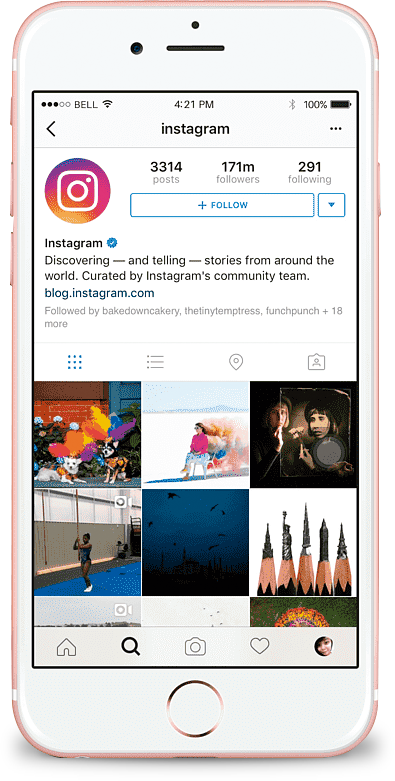 BELL 4:21 PM 100%
instagram
3314 171m 291
posts followers following
+ FOLLOW
Instagram
Discovering — and telling — stories from around the
world. Curated by Instagram's community team.
blog.instagram.com
Followed by bakedowncakery, thetinytemptress, funchpunch + 18
more